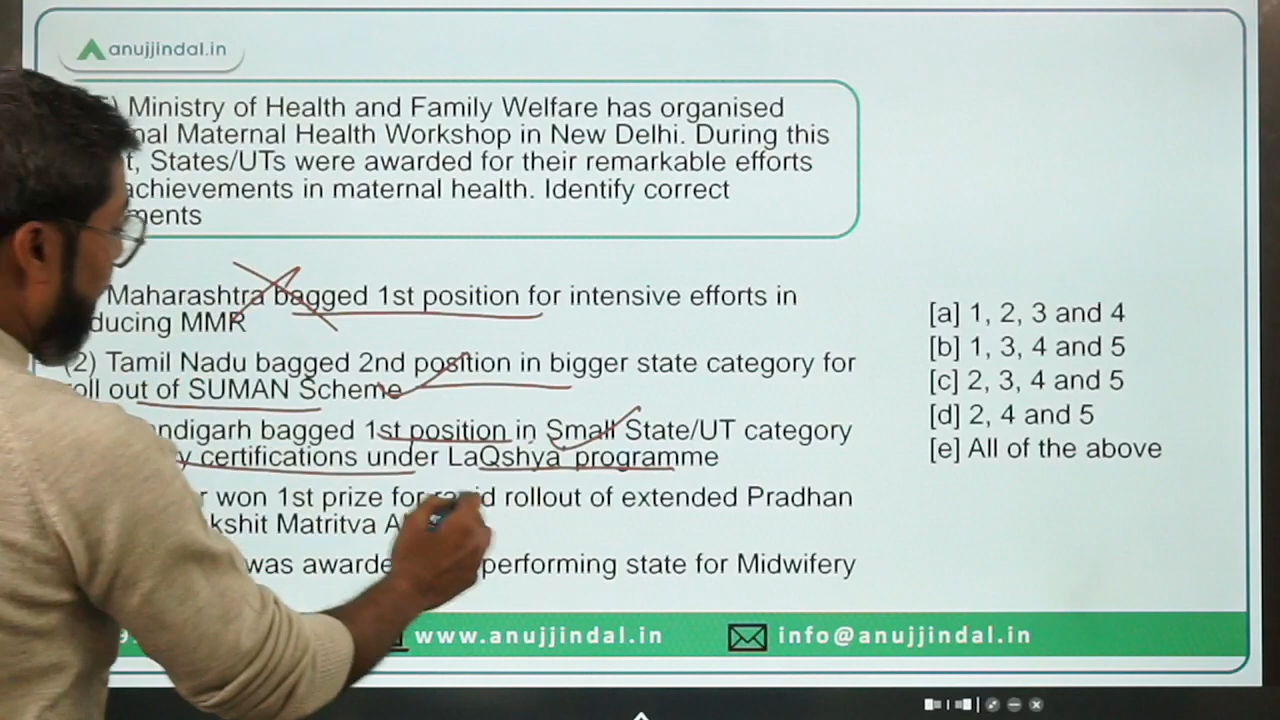 anujjindal.in
) Ministry of Health and Family Welfare has organised
nal Maternal Health Workshop in New Delhi. During this
t, States/UTs were awarded for their remarkable efforts
achievements in maternal health. Identify correct
ments
Maharashtra bagged 1st position for intensive efforts in
ducing MMR
(2) Tamil Nadu bagged 2nd position in bigger state category for
roll out of SUMAN Scheme
ndigarh bagged 1st position in Small State/UT category
y certifications under LaQshya programme
r won 1st prize for rapid rollout of extended Pradhan
kshit Matritva A
was awarde performing state for Midwifery
[a] 1, 2, 3 and 4
[b] 1, 3, 4 and 5
[c] 2, 3, 4 and 5
[d] 2, 4 and 5
[e] All of the above
www.anujjindal.in
info@anujjindal.in